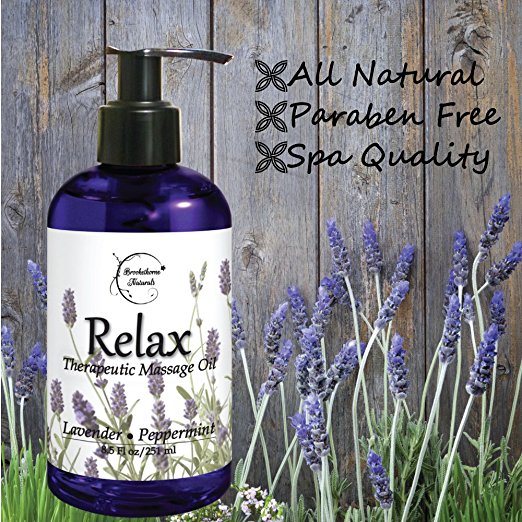 All Natural
Paraben Free
Spa Quality
Brooksthorne
Naturals
Relax
Therapeutic Massage Oil
Lavender • Peppermint
8.5 Fl oz/251 ml